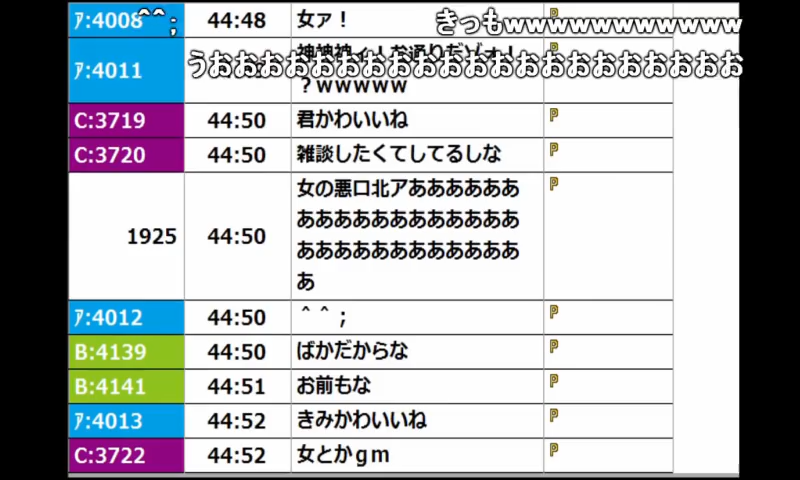 ^^;
きっもwwwwwwwwwww
うおおおおおおおおおおおおおおおおおおおお
ｱ:4008 44:48 女ァ！ P
ｱ:4011
？wwwww
C:3719 44:50 君かわいいね P
C:3720 44:50 雑談したくてしてるしな P
1925 44:50 女の悪口北アああああああ P
ああああああああああああ
ああああああああああああ
あ
ｱ:4012 44:50 ＾＾； P
B:4139 44:50 ばかだからな P
B:4141 44:51 お前もな P
ｱ:4013 44:52 きみかわいいね P
C:3722 44:52 女とかgm P